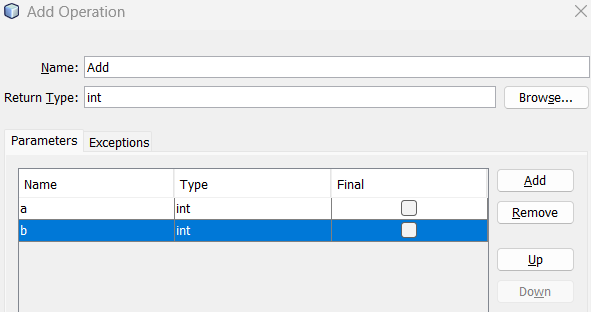 Add Operation
Name: Add
Return Type: int Browse...
Parameters Exceptions
Name Type Final Add
a int
Remove
b int
Up
Down